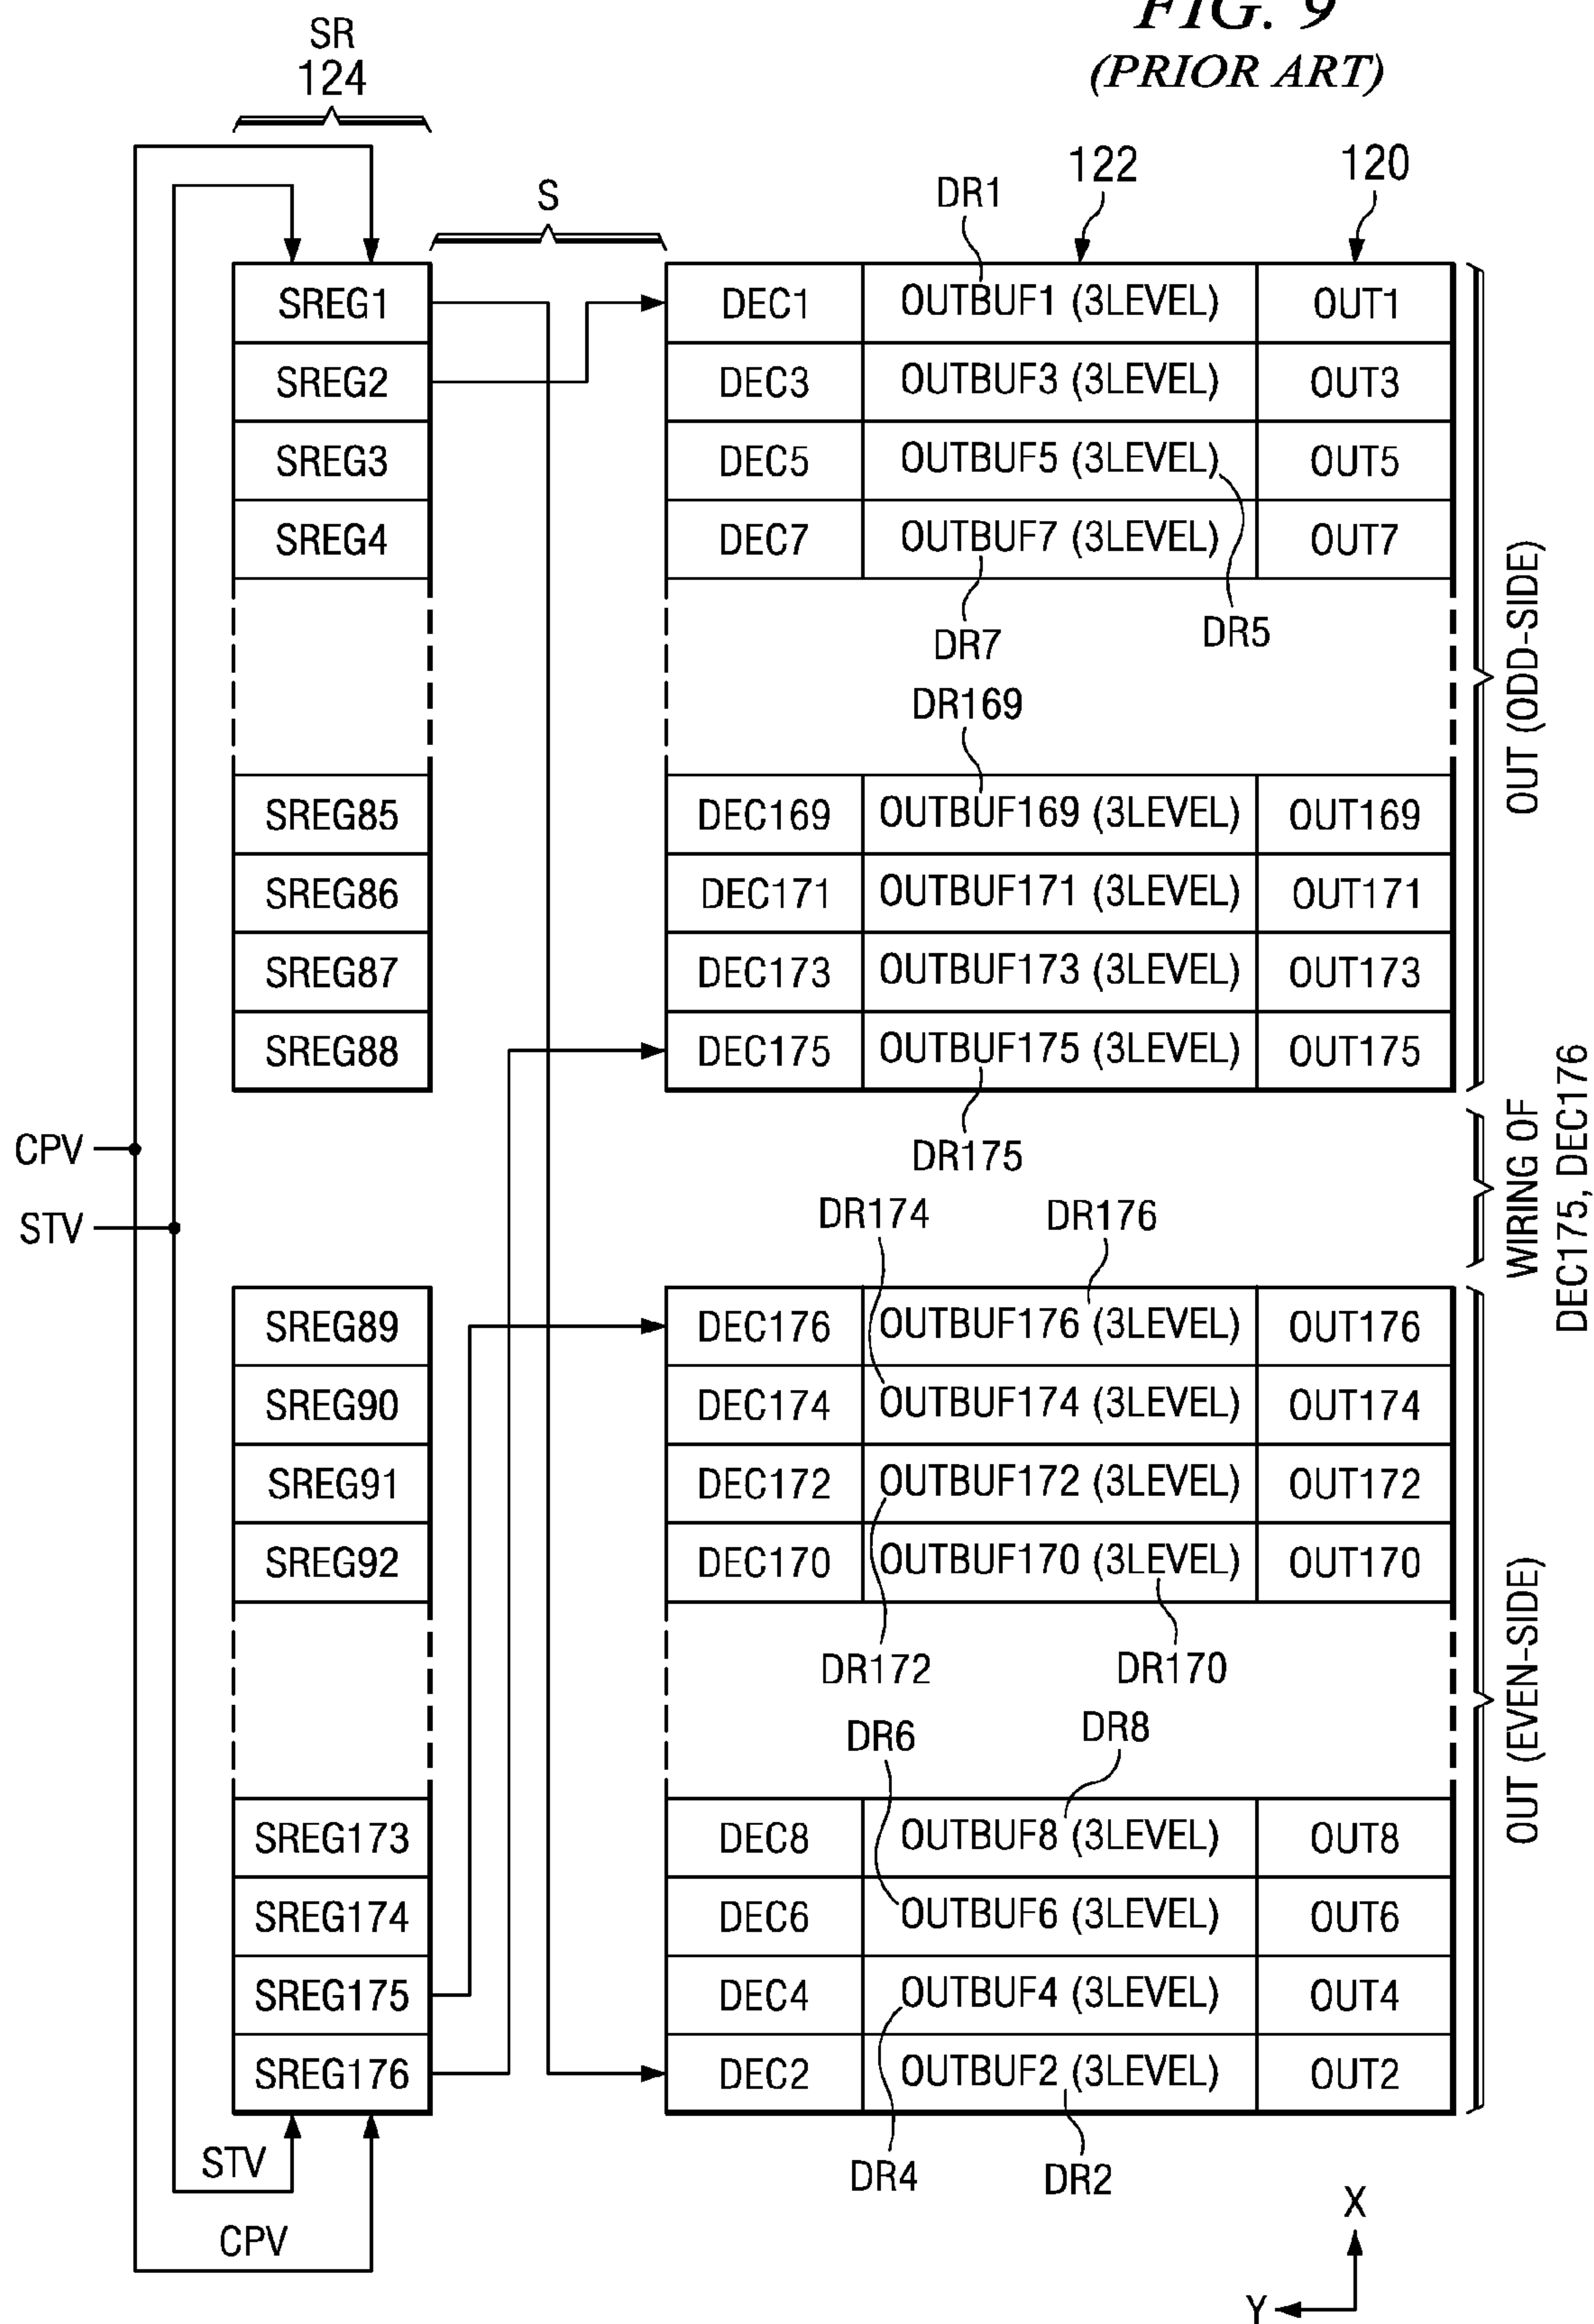 FIG. 9
(PRIOR ART)
SR
124
S
DR1
122
120
SREG1
DEC1
OUTBUF1 (3LEVEL)
OUT1
SREG2
DEC3
OUTBUF3 (3LEVEL)
OUT3
SREG3
DEC5
OUTBUF5 (3LEVEL)
OUT5
SREG4
DEC7
OUTBUF7 (3LEVEL)
OUT7
DR7
DR5
DR169
OUT (ODD-SIDE)
SREG85
DEC169
OUTBUF169 (3LEVEL)
OUT169
SREG86
DEC171
OUTBUF171 (3LEVEL)
OUT171
SREG87
DEC173
OUTBUF173 (3LEVEL)
OUT173
SREG88
DEC175
OUTBUF175 (3LEVEL)
OUT175
CPV
DR175
STV
DR174
DR176
WIRING OF
DEC175, DEC176
SREG89
DEC176
OUTBUF176 (3LEVEL)
OUT176
SREG90
DEC174
OUTBUF174 (3LEVEL)
OUT174
SREG91
DEC172
OUTBUF172 (3LEVEL)
OUT172
SREG92
DEC170
OUTBUF170 (3LEVEL)
OUT170
DR172
DR170
DR6
DR8
OUT (EVEN-SIDE)
SREG173
DEC8
OUTBUF8 (3LEVEL)
OUT8
SREG174
DEC6
OUTBUF6 (3LEVEL)
OUT6
SREG175
DEC4
OUTBUF4 (3LEVEL)
OUT4
SREG176
DEC2
OUTBUF2 (3LEVEL)
OUT2
STV
DR4
DR2
CPV
X
Y